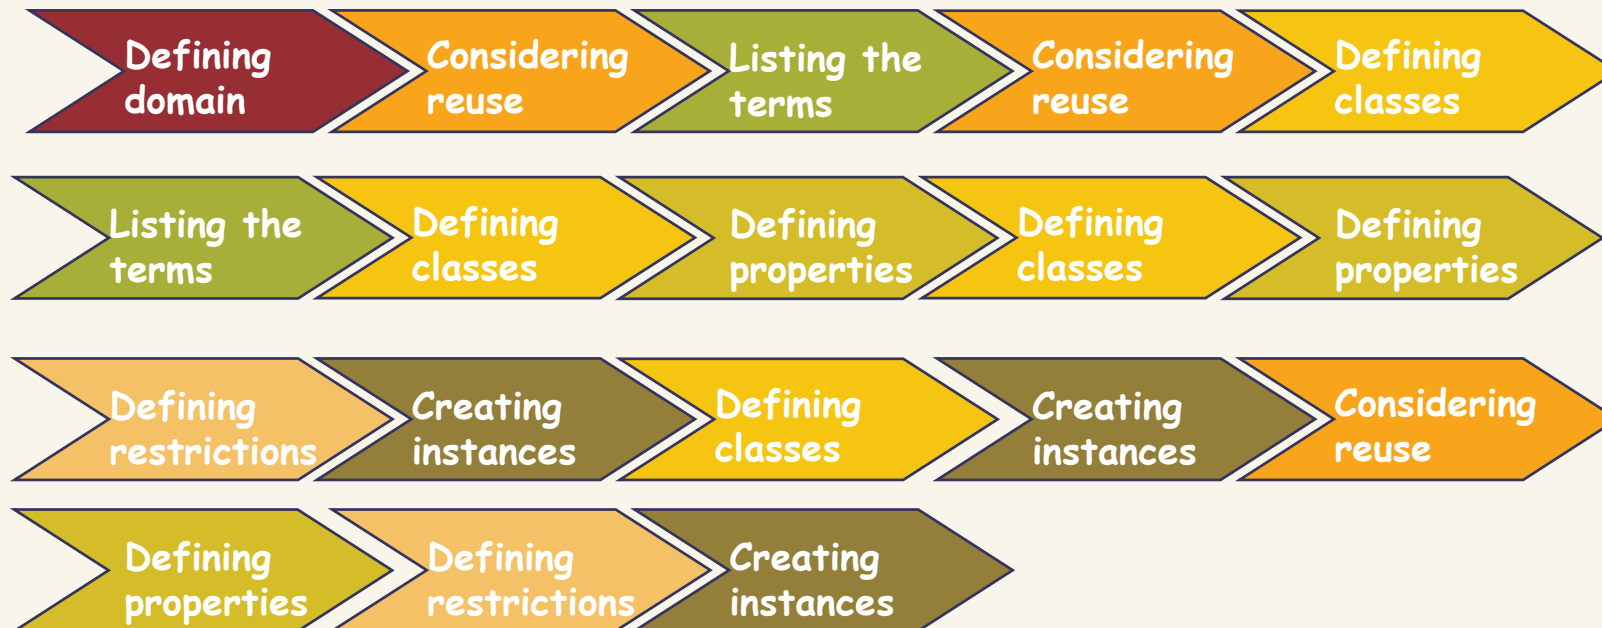 Defining
domain
Considering
reuse
Listing the
terms
Considering
reuse
Defining
classes
Listing the
terms
Defining
classes
Defining
properties
Defining
classes
Defining
properties
Defining
restrictions
Creating
instances
Defining
classes
Creating
instances
Considering
reuse
Defining
properties
Defining
restrictions
Creating
instances